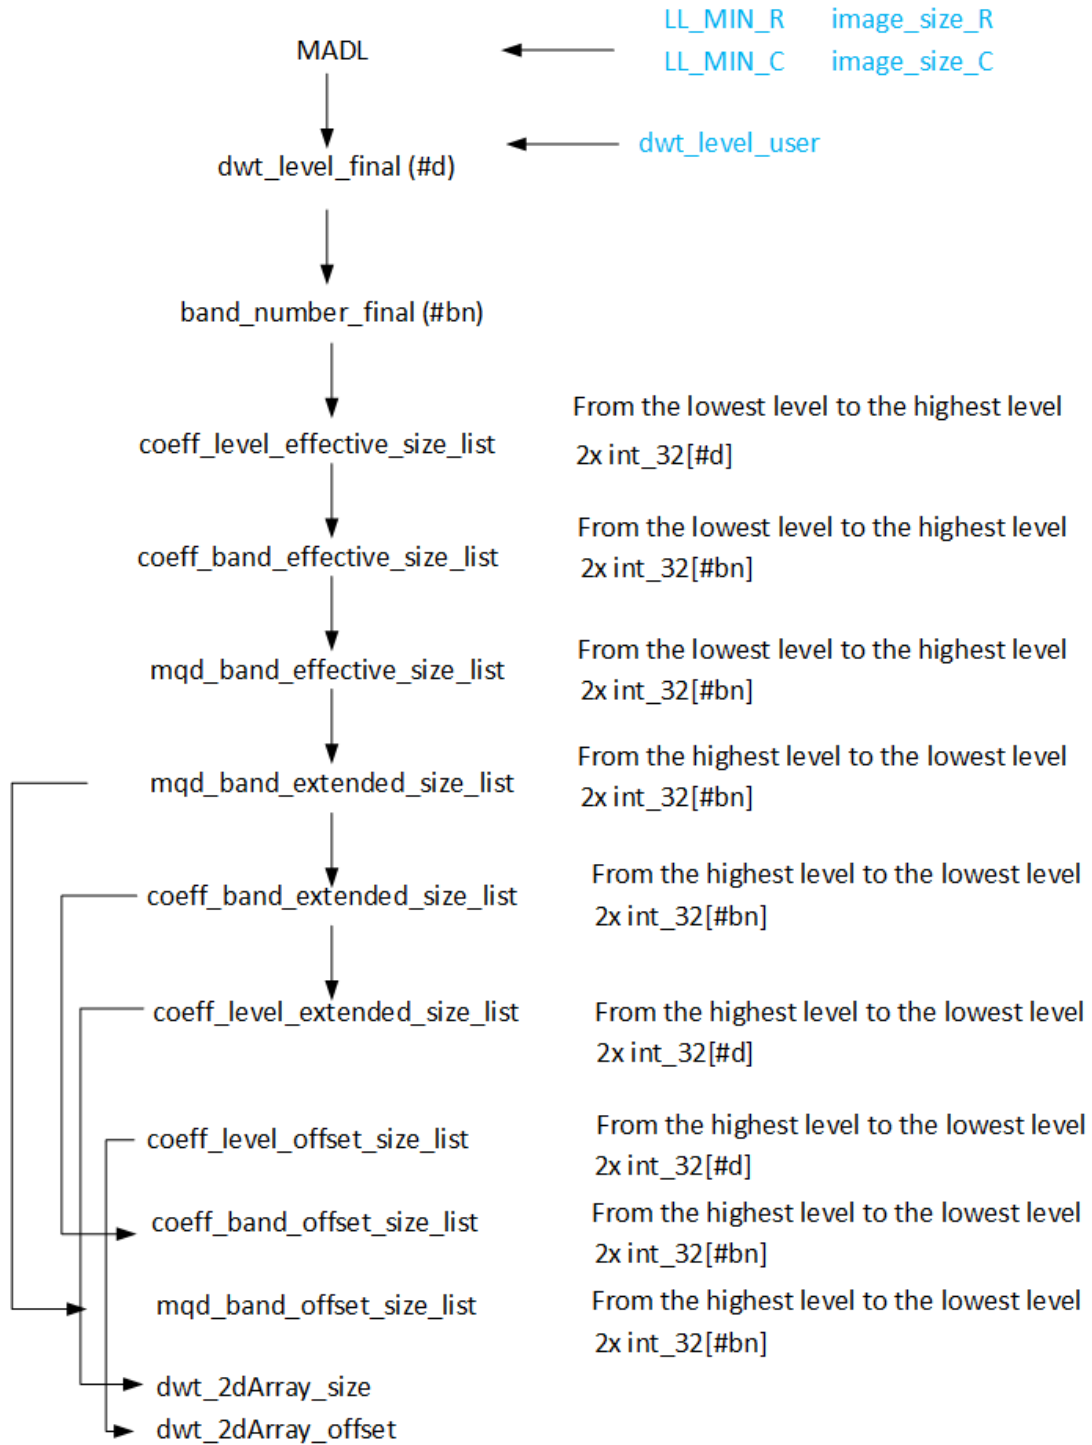 LL_MIN_R image_size_R
MADL
LL_MIN_C image_size_C
dwt_level_user
dwt_level_final (#d)
band_number_final (#bn)
From the lowest level to the highest level
coeff_level_effective_size_list
2x int_32[#d]
From the lowest level to the highest level
coeff_band_effective_size_list
2x int_32[#bn]
From the lowest level to the highest level
mqd_band_effective_size_list
2x int_32[#bn]
From the highest level to the lowest level
mqd_band_extended_size_list
2x int_32[#bn]
From the highest level to the lowest level
coeff_band_extended_size_list
2x int_32[#bn]
coeff_level_extended_size_list
From the highest level to the lowest level
2x int_32[#d]
From the highest level to the lowest level
coeff_level_offset_size_list
2x int_32[#d]
From the highest level to the lowest level
coeff_band_offset_size_list
2x int_32[#bn]
From the highest level to the lowest level
mqd_band_offset_size_list
2x int_32[#bn]
dwt_2dArray_size
dwt_2dArray_offset